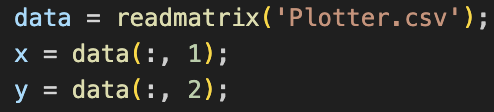 data = readmatrix('Plotter.csv');
x = data(:, 1);
y = data(:, 2);